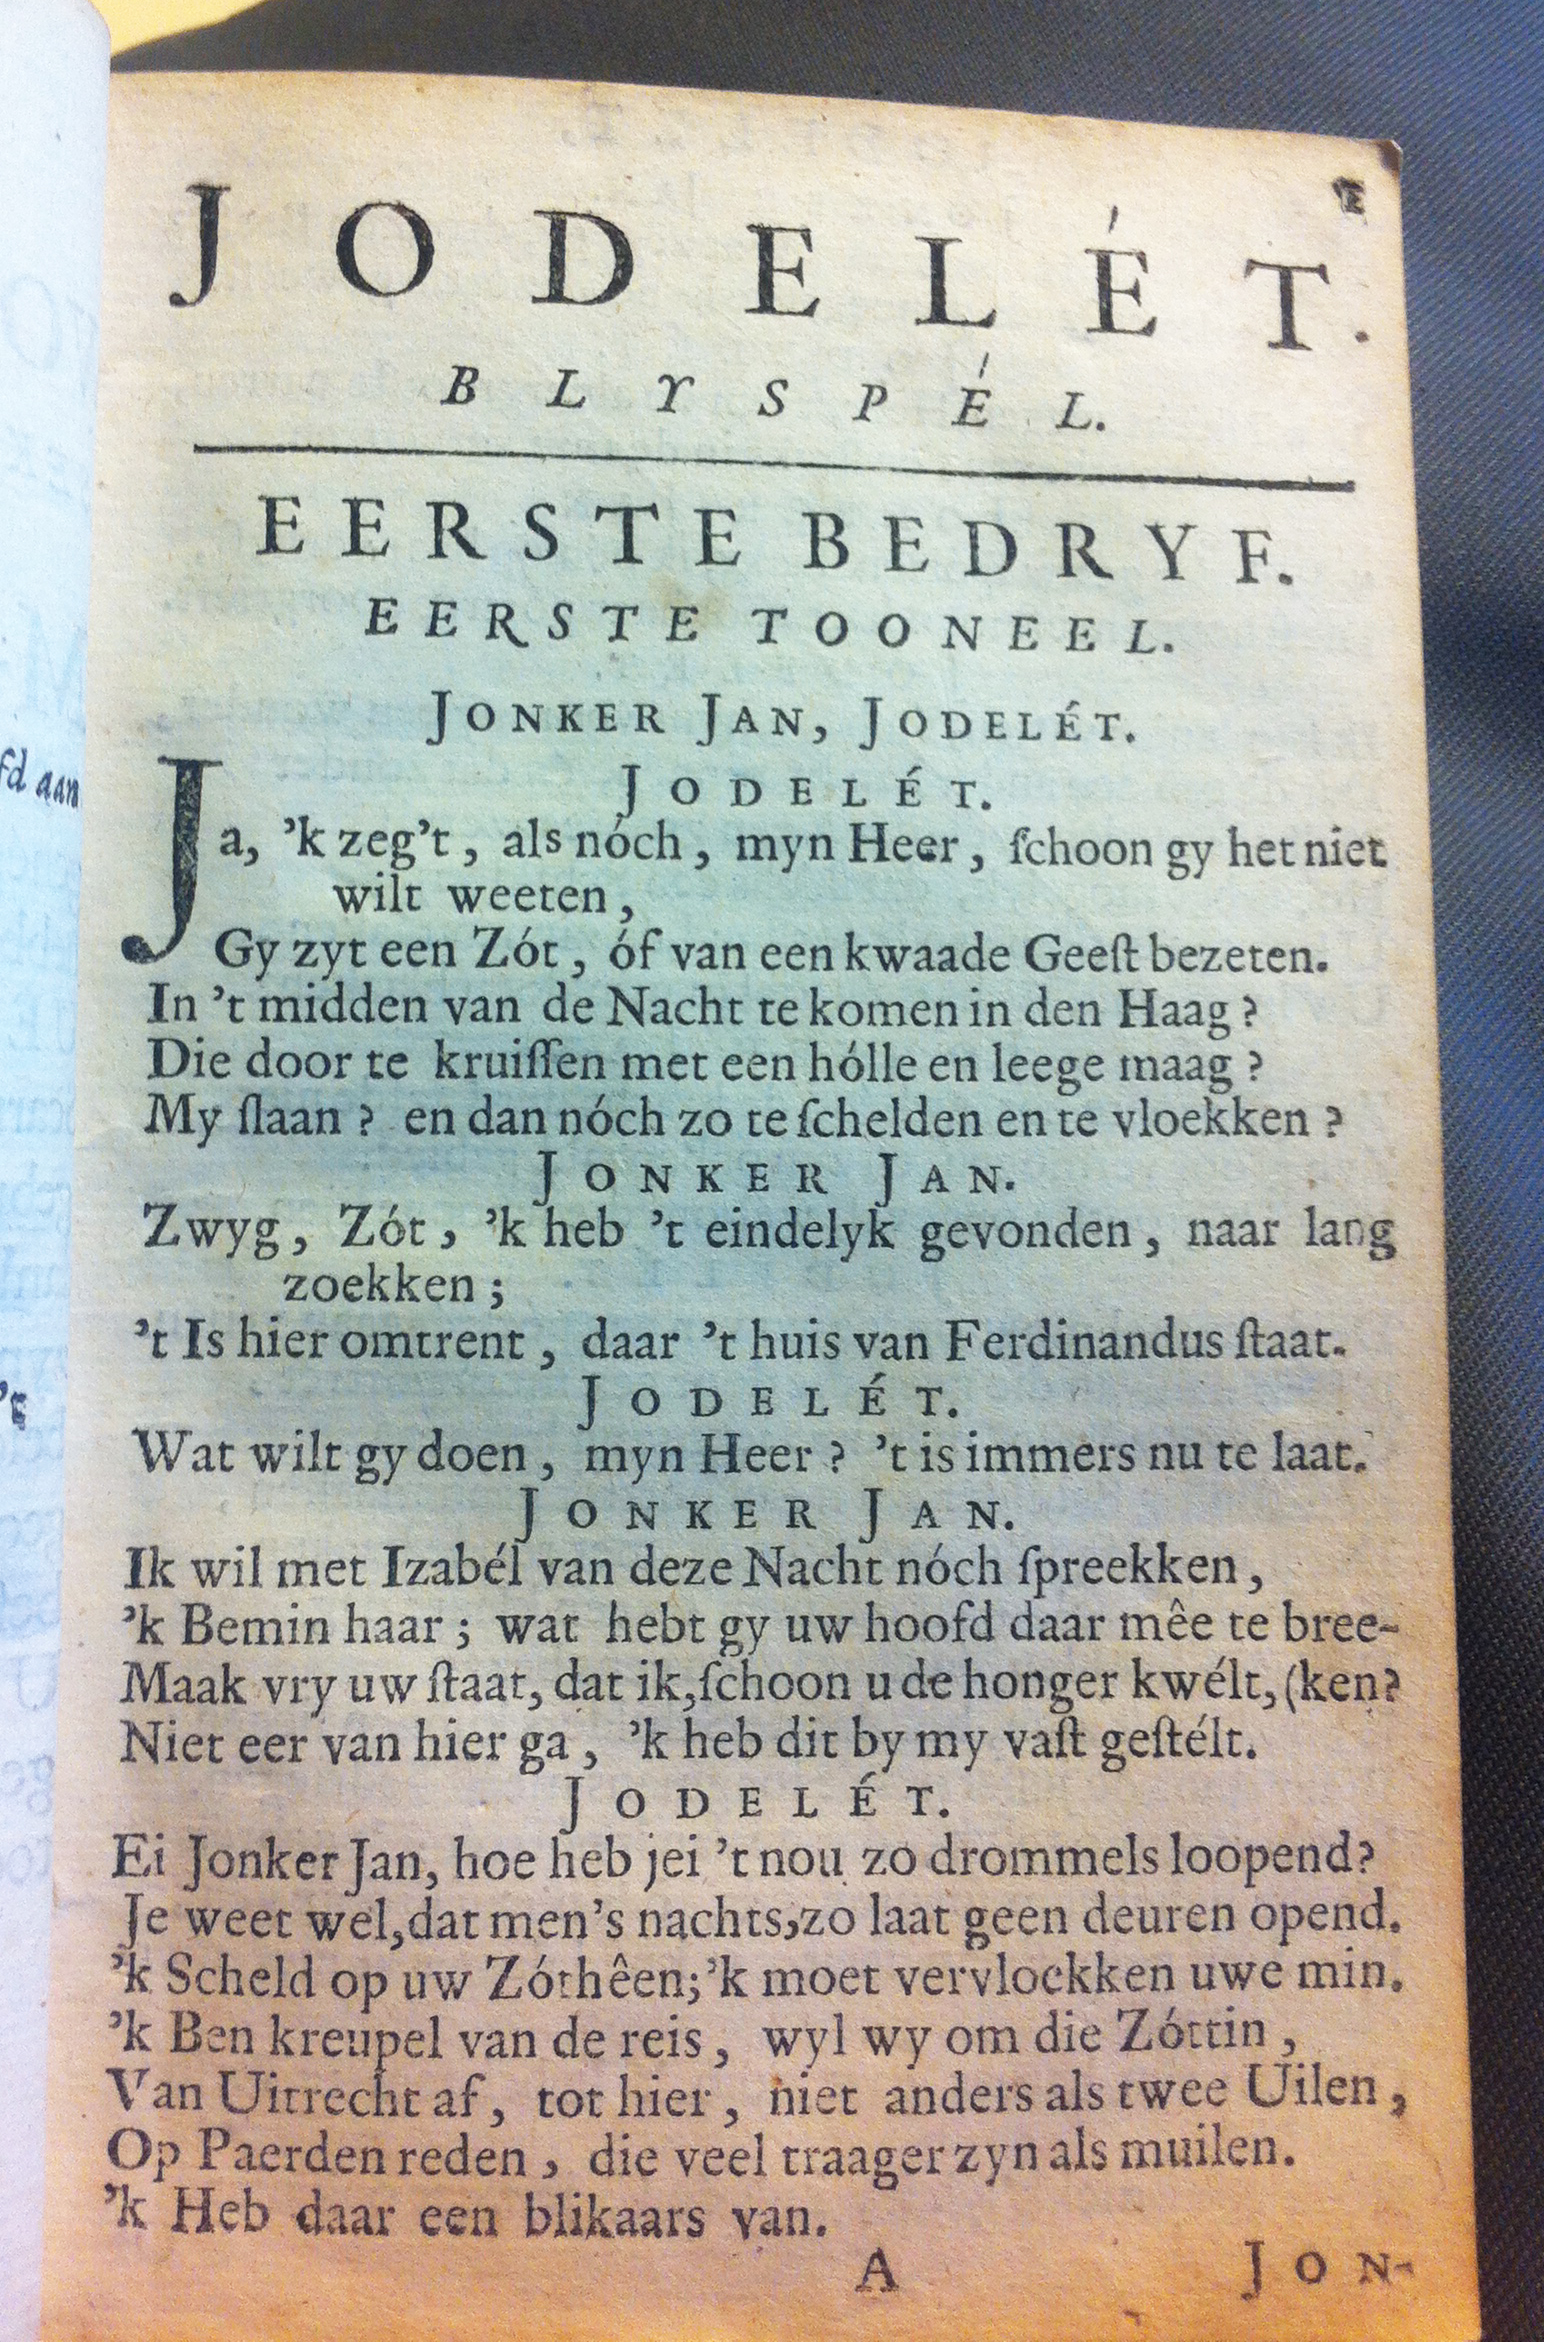 JODELÉT.
BLYSPÉL.
EERSTE BEDRYF.
EERSTE TOONEEL.
JONKER JAN, JODELÉT.
JODELÉT.
Ja, ’k zeg’t, als nóch, myn Heer, ſchoon gy het niet
wilt weeten,
Gy zyt een Zót, óf van een kwaade Geeſt bezeten.
In ’t midden van de Nacht te komen in den Haag?
Die door te kruiſſen met een hólle en leege maag?
My ſlaan? en dan nóch zo te ſchelden en te vloekken?
JONKER JAN.
Zwyg, Zót, ’k heb ’t eindelyk gevonden, naar lang
zoekken;
’t Is hier omtrent, daar ’t huis van Ferdinandus ſtaat.
JODELÉT.
Wat wilt gy doen, myn Heer? ’t is immers nu te laat.
JONKER JAN.
Ik wil met Izabél van deze Nacht nóch ſpreekken,
’k Bemin haar; wat hebt gy uw hoofd daar mêe te bree-
Maak vry uw ſtaat, dat ik, ſchoon u de honger kwélt, (ken?
Niet eer van hier ga, ’k heb dit by my vaſt geſtélt.
JODELÉT.
Ei Jonker Jan, hoe heb jei ’t nou zo drommels loopend?
Je weet wel, dat men ’s nachts, zo laat geen deuren opend.
’k Scheld op uw Zóthêen; ’k moet vervloekken uwe min.
’k Ben kreupel van de reis, wyl wy om die Zóttin,
Van Uitrecht af, tot hier, niet anders als twee Uilen,
Op Paerden reden, die veel traager zyn als muilen.
’k Heb daar een blikaars van.
A JON-
fd aan